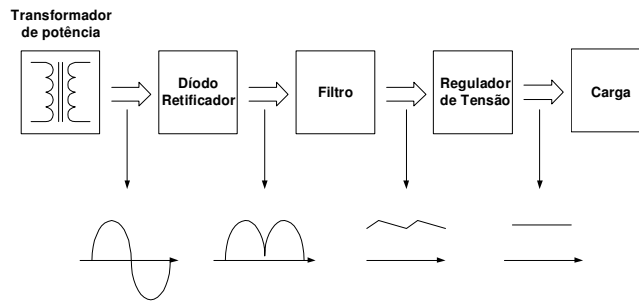 Transformador
de potência
Díodo
Retificador
Filtro
Regulador
de Tensão
Carga